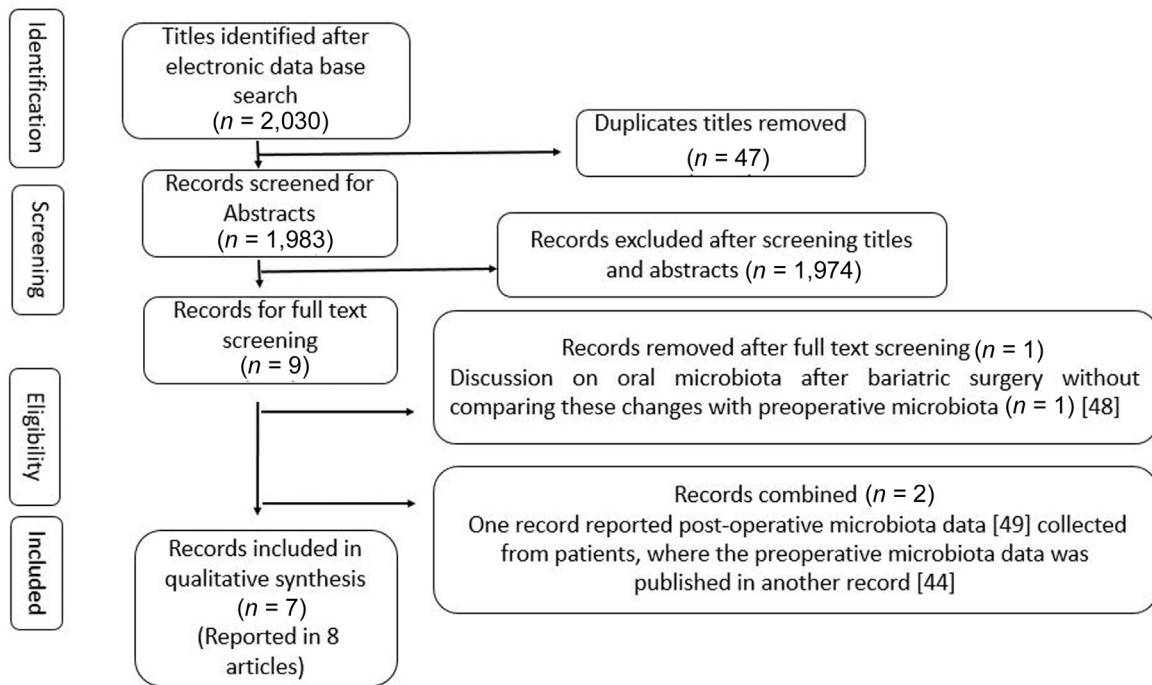 Identification
Titles identified after
electronic data base
search
(n = 2,030)
Duplicates titles removed
(n = 47)
Screening
Records screened for
Abstracts
(n = 1,983)
Records excluded after screening titles
and abstracts (n = 1,974)
Records for full text
screening
(n = 9)
Eligibility
Records removed after full text screening (n = 1)
Discussion on oral microbiota after bariatric surgery without
comparing these changes with preoperative microbiota (n = 1) [48]
Records combined (n = 2)
One record reported post-operative microbiota data [49] collected
from patients, where the preoperative microbiota data was
published in another record [44]
Included
Records included in
qualitative synthesis
(n = 7)
(Reported in 8
articles)